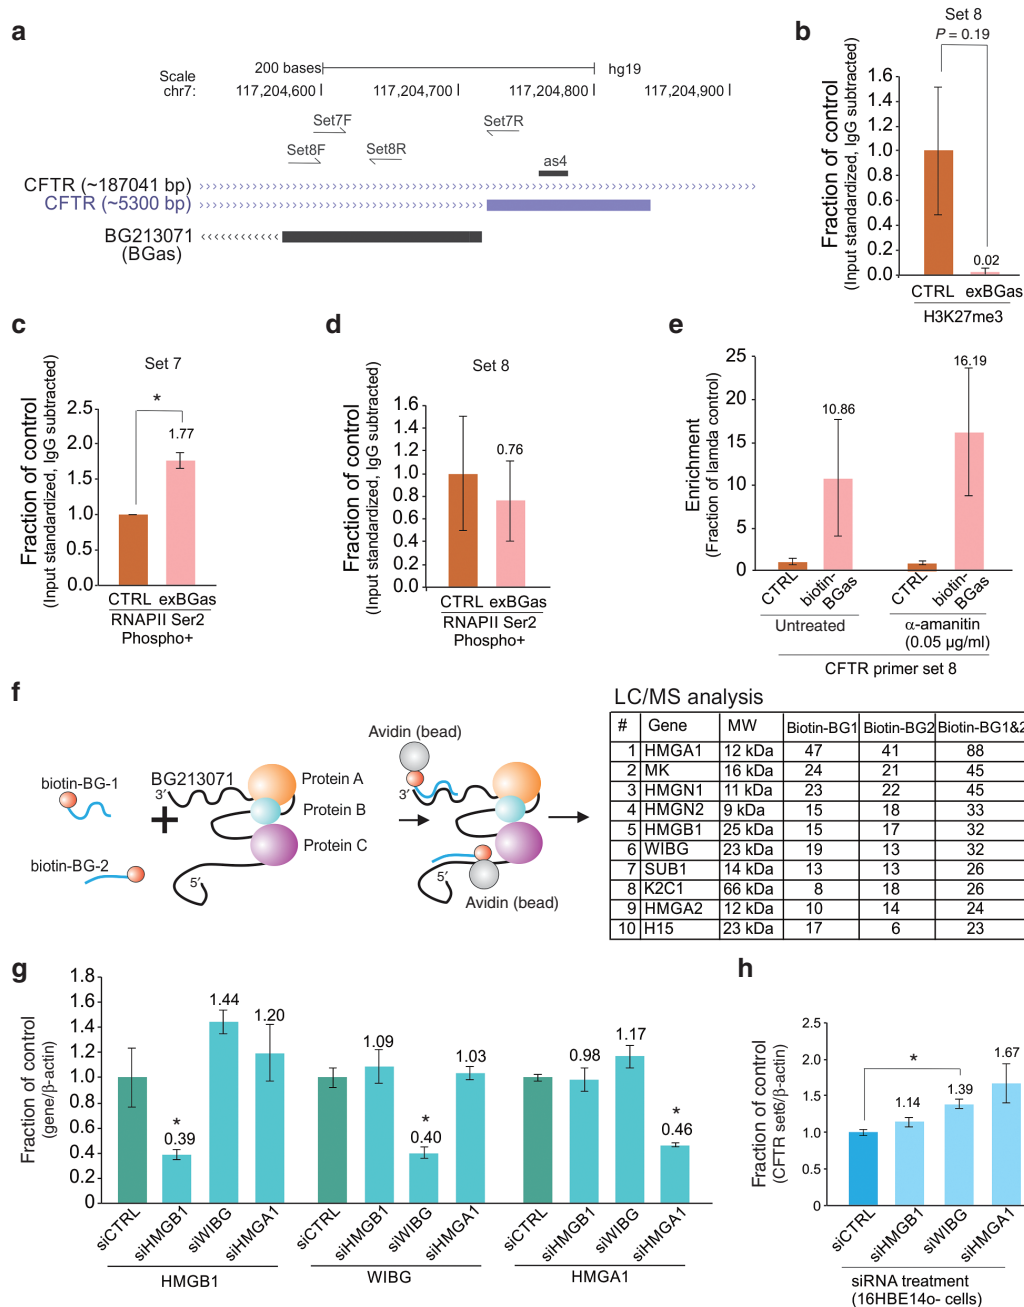 a
Scale
chr7:
200 bases
hg19
117,204,600
117,204,700
117,204,800
117,204,900
Set7F
Set7R
Set8F
Set8R
as4
CFTR (~187041 bp)
CFTR (~5300 bp)
BG213071
(BGas)
b
Set 8
P = 0.19
Fraction of control
(Input standardized, IgG subtracted)
1.6
1.4
1.2
1.0
0.8
0.6
0.4
0.2
0.0
0.02
CTRL exBGas
H3K27me3
c
Set 7
Fraction of control
(Input standardized, IgG subtracted)
2.5
2.0
1.5
1.0
0.5
0.0
*
1.77
CTRL exBGas
RNAPII Ser2
Phospho+
d
Set 8
Fraction of control
(Input standardized, IgG subtracted)
1.6
1.4
1.2
1.0
0.8
0.6
0.4
0.2
0.0
0.76
CTRL exBGas
RNAPII Ser2
Phospho+
e
Enrichment
(Fraction of lamda control)
25
20
15
10
5
0
10.86
16.19
CTRL
biotin-
BGas
CTRL
biotin-
BGas
Untreated
α-amanitin
(0.05 µg/ml)
CFTR primer set 8
f
biotin-BG-1
biotin-BG-2
BG213071
3′
5′
Protein A
Protein B
Protein C
Avidin (bead)
3′
5′
Avidin (bead)
LC/MS analysis
# Gene MW Biotin-BG1 Biotin-BG2 Biotin-BG1&2
1 HMGA1 12 kDa 47 41 88
2 MK 16 kDa 24 21 45
3 HMGN1 11 kDa 23 22 45
4 HMGN2 9 kDa 15 18 33
5 HMGB1 25 kDa 15 17 32
6 WIBG 23 kDa 19 13 32
7 SUB1 14 kDa 13 13 26
8 K2C1 66 kDa 8 18 26
9 HMGA2 12 kDa 10 14 24
10 H15 23 kDa 17 6 23
g
Fraction of control
(gene/β-actin)
1.8
1.6
1.4
1.2
1.0
0.8
0.6
0.4
0.2
0
*
0.39
1.44
1.20
1.09
*
0.40
1.03
0.98
1.17
*
0.46
siCTRL
siHMGB1
siWIBG
siHMGA1
siCTRL
siHMGB1
siWIBG
siHMGA1
siCTRL
siHMGB1
siWIBG
siHMGA1
HMGB1
WIBG
HMGA1
h
Fraction of control
(CFTR set6/β-actin)
2.5
2.0
1.5
1.0
0.5
0
*
1.14
1.39
1.67
siCTRL
siHMGB1
siWIBG
siHMGA1
siRNA treatment
(16HBE14o- cells)